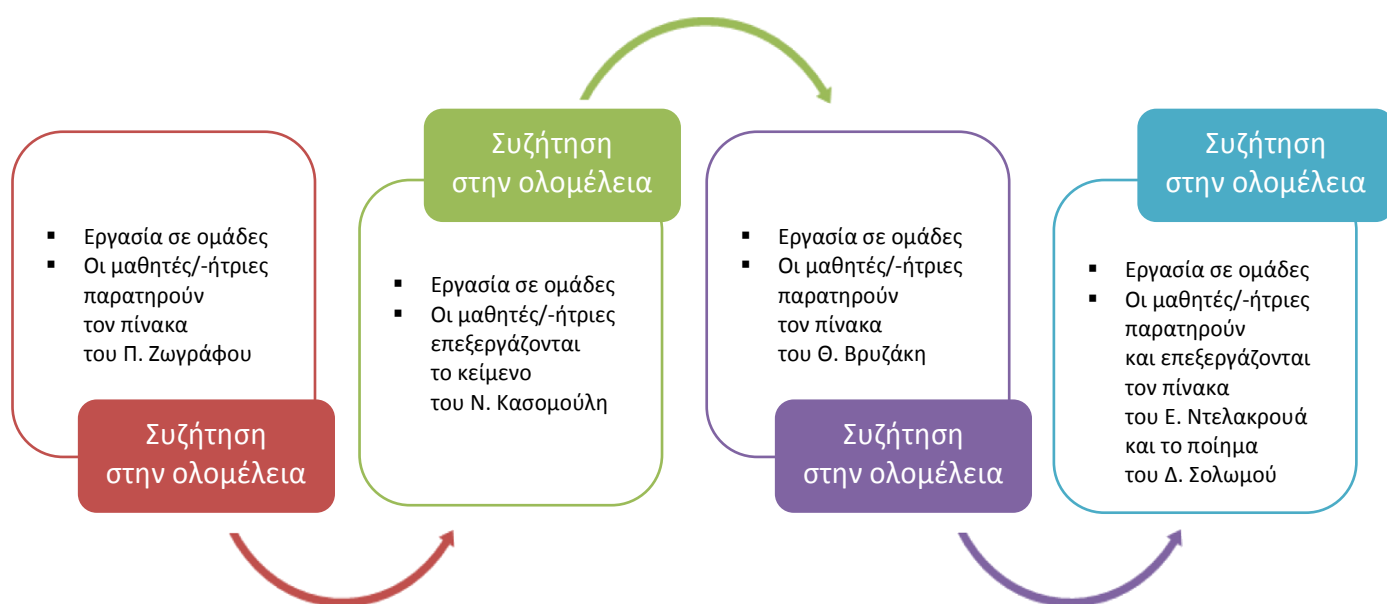 ▪ Εργασία σε ομάδες
▪ Οι μαθητές/-ήτριες
παρατηρούν
τον πίνακα
του Π. Ζωγράφου
Συζήτηση
στην ολομέλεια
Συζήτηση
στην ολομέλεια
▪ Εργασία σε ομάδες
▪ Οι μαθητές/-ήτριες
επεξεργάζονται
το κείμενο
του Ν. Κασομούλη
▪ Εργασία σε ομάδες
▪ Οι μαθητές/-ήτριες
παρατηρούν
τον πίνακα
του Θ. Βρυζάκη
Συζήτηση
στην ολομέλεια
Συζήτηση
στην ολομέλεια
▪ Εργασία σε ομάδες
▪ Οι μαθητές/-ήτριες
παρατηρούν
και επεξεργάζονται
τον πίνακα
του Ε. Ντελακρουά
και το ποίημα
του Δ. Σολωμού